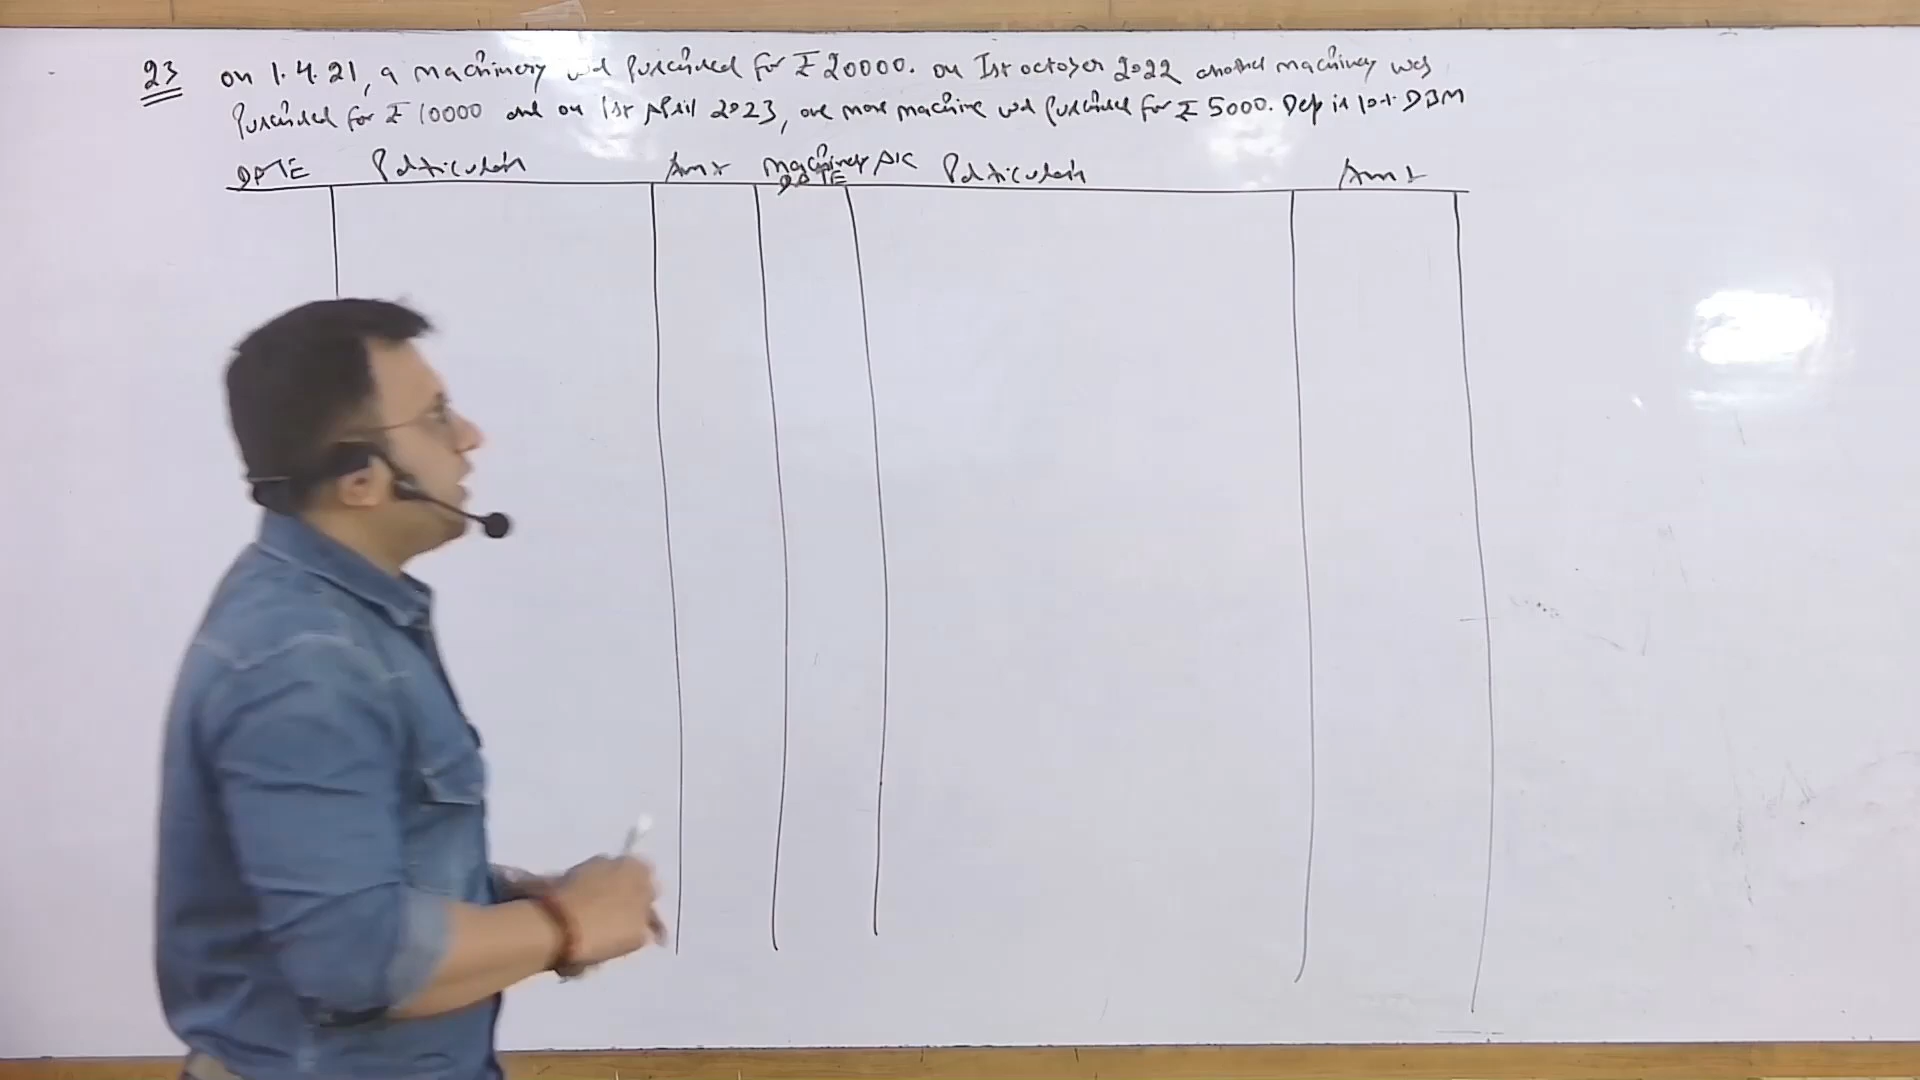 23 on 1.4.21, a machinery was purchased for ₹ 20000. on 1st october 2022 another machinery was
purchased for ₹ 10000 and on 1st April 2023, one more machine was purchased for ₹ 5000. Dep is 10% DBM
Machinery A/C
DATE Particulars Amt DATE Particulars Amt